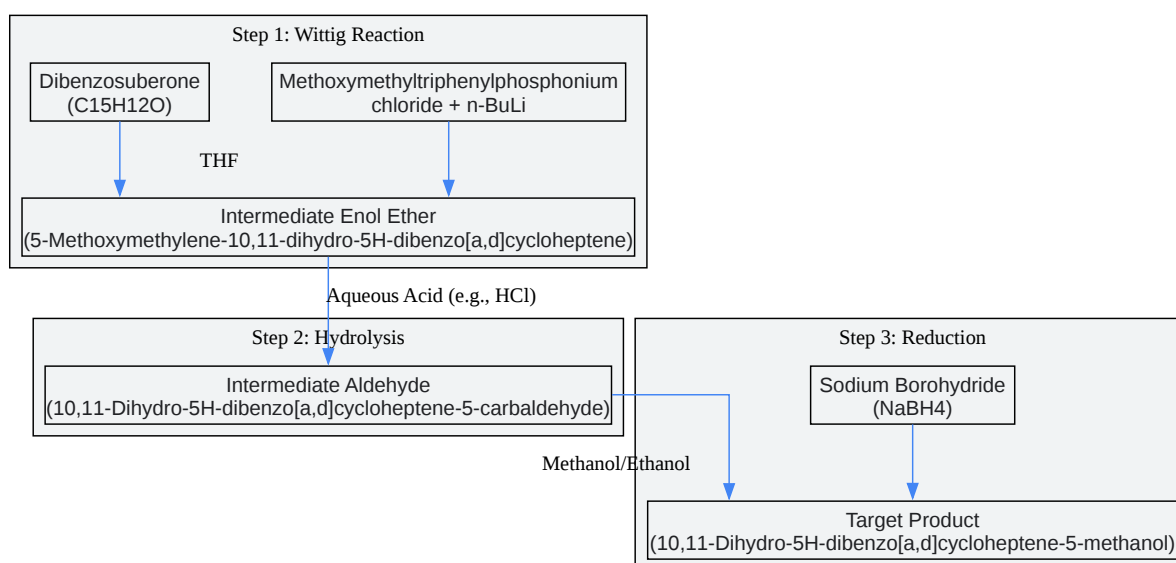 Step 1: Wittig Reaction
Dibenzosuberone
(C15H12O)
Methoxymethyltriphenylphosphonium
chloride + n-BuLi
THF
Intermediate Enol Ether
(5-Methoxymethylene-10,11-dihydro-5H-dibenzo[a,d]cycloheptene)
Aqueous Acid (e.g., HCl)
Step 2: Hydrolysis
Intermediate Aldehyde
(10,11-Dihydro-5H-dibenzo[a,d]cycloheptene-5-carbaldehyde)
Step 3: Reduction
Sodium Borohydride
(NaBH4)
Methanol/Ethanol
Target Product
(10,11-Dihydro-5H-dibenzo[a,d]cycloheptene-5-methanol)